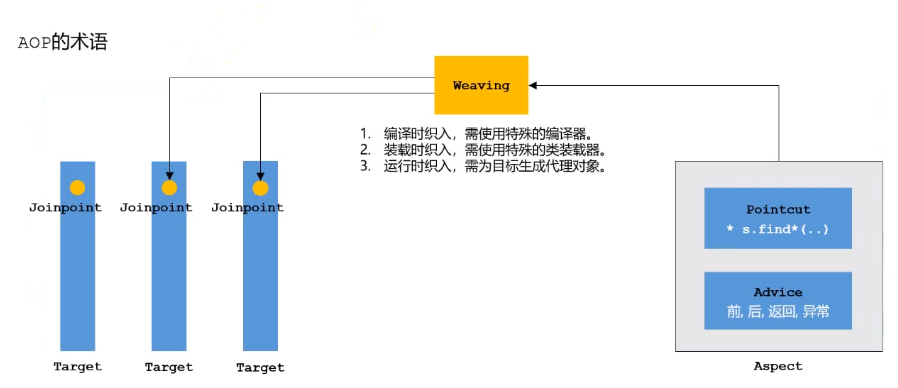 AOP的术语
Weaving
1. 编译时织入，需使用特殊的编译器。
2. 装载时织入，需使用特殊的类装载器。
3. 运行时织入，需为目标生成代理对象。
Joinpoint
Joinpoint
Joinpoint
Pointcut
* s.find*(..)
Advice
前, 后, 返回, 异常
Target
Target
Target
Aspect